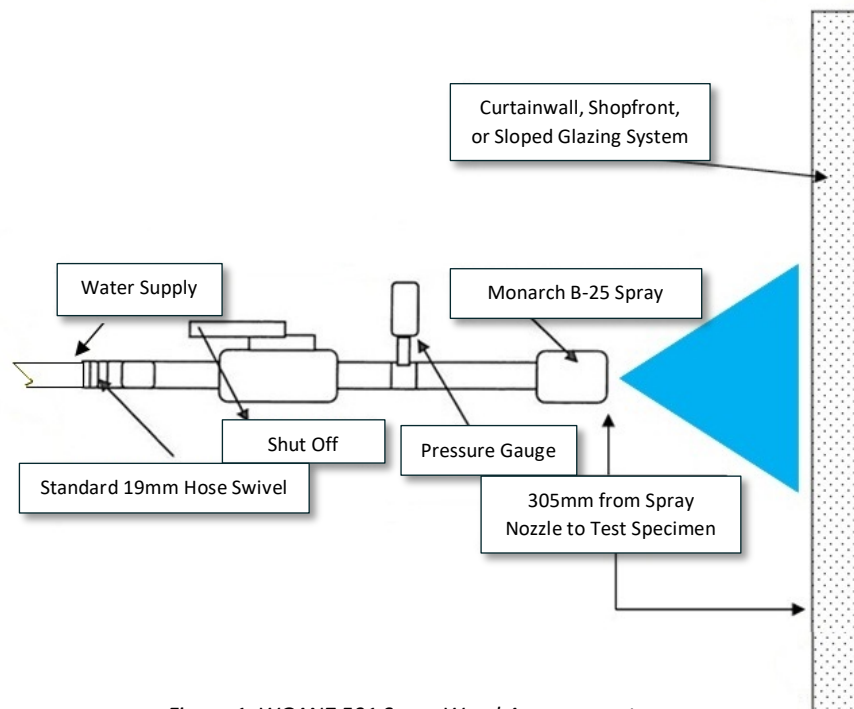 Curtainwall, Shopfront,
or Sloped Glazing System
Water Supply
Monarch B-25 Spray
Shut Off
Pressure Gauge
Standard 19mm Hose Swivel
305mm from Spray
Nozzle to Test Specimen